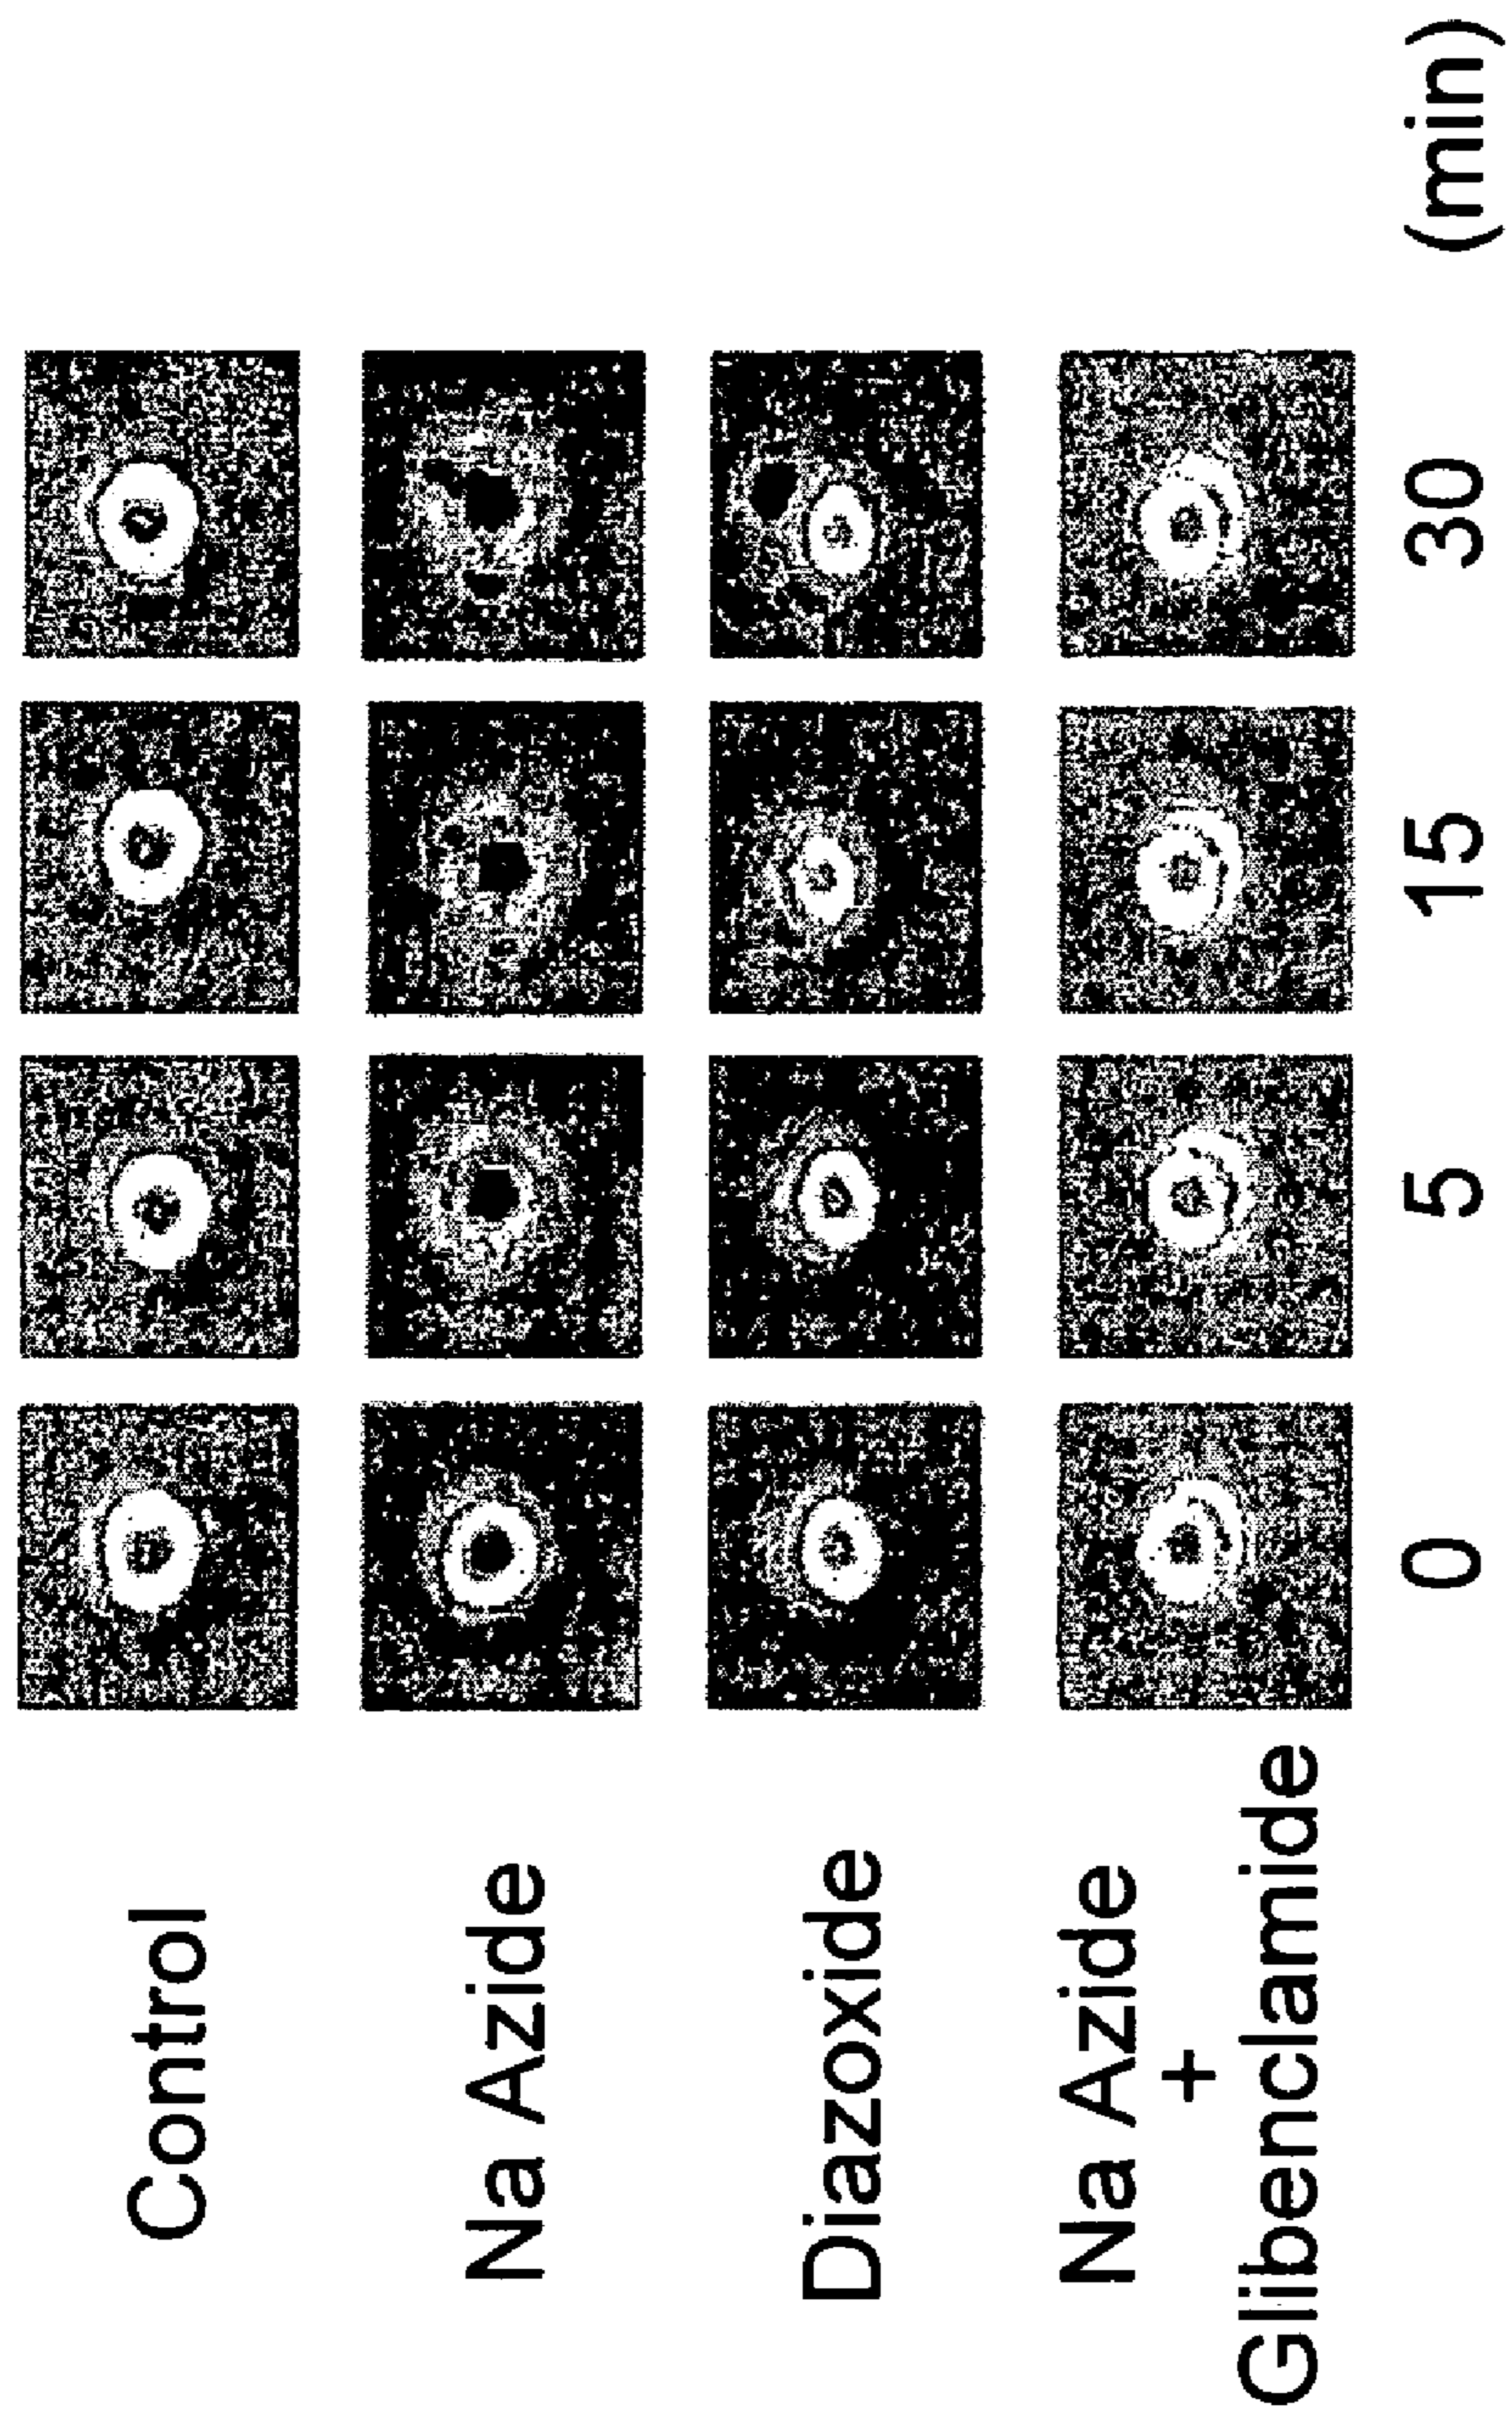 Control
Na Azide
Diazoxide
Na Azide
+
Glibenclamide
0 5 15 30 (min)